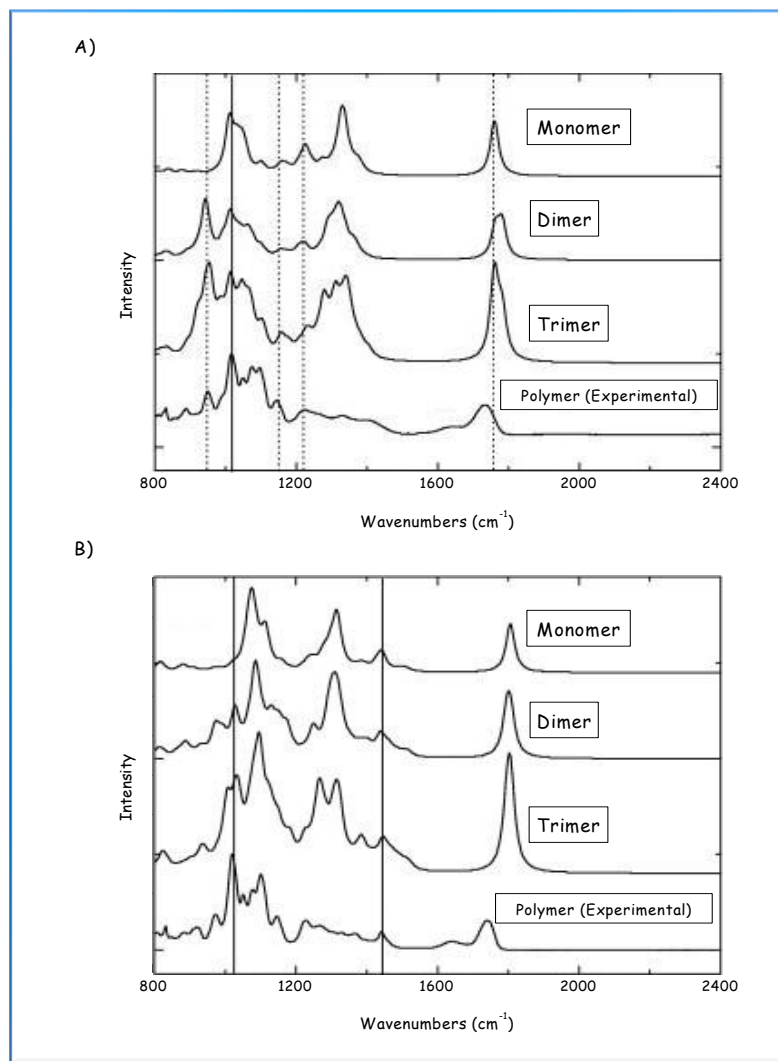 A)
Monomer
Dimer
Trimer
Polymer (Experimental)
Intensity
800 1200 1600 2000 2400
Wavenumbers (cm-1)
B)
Monomer
Dimer
Trimer
Polymer (Experimental)
Intensity
800 1200 1600 2000 2400
Wavenumbers (cm-1)